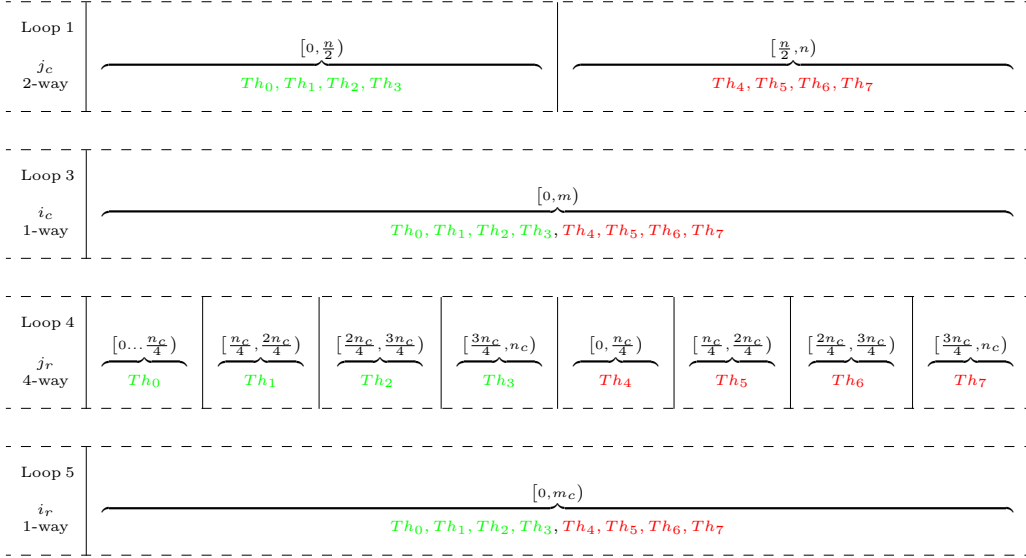 Loop 1
j_c
2-way
[0, n/2)
Th_0, Th_1, Th_2, Th_3
[n/2, n)
Th_4, Th_5, Th_6, Th_7
Loop 3
i_c
1-way
[0, m)
Th_0, Th_1, Th_2, Th_3, Th_4, Th_5, Th_6, Th_7
Loop 4
j_r
4-way
[0... n_c/4)
Th_0
[n_c/4, 2n_c/4)
Th_1
[2n_c/4, 3n_c/4)
Th_2
[3n_c/4, n_c)
Th_3
[0, n_c/4)
Th_4
[n_c/4, 2n_c/4)
Th_5
[2n_c/4, 3n_c/4)
Th_6
[3n_c/4, n_c)
Th_7
Loop 5
i_r
1-way
[0, m_c)
Th_0, Th_1, Th_2, Th_3, Th_4, Th_5, Th_6, Th_7